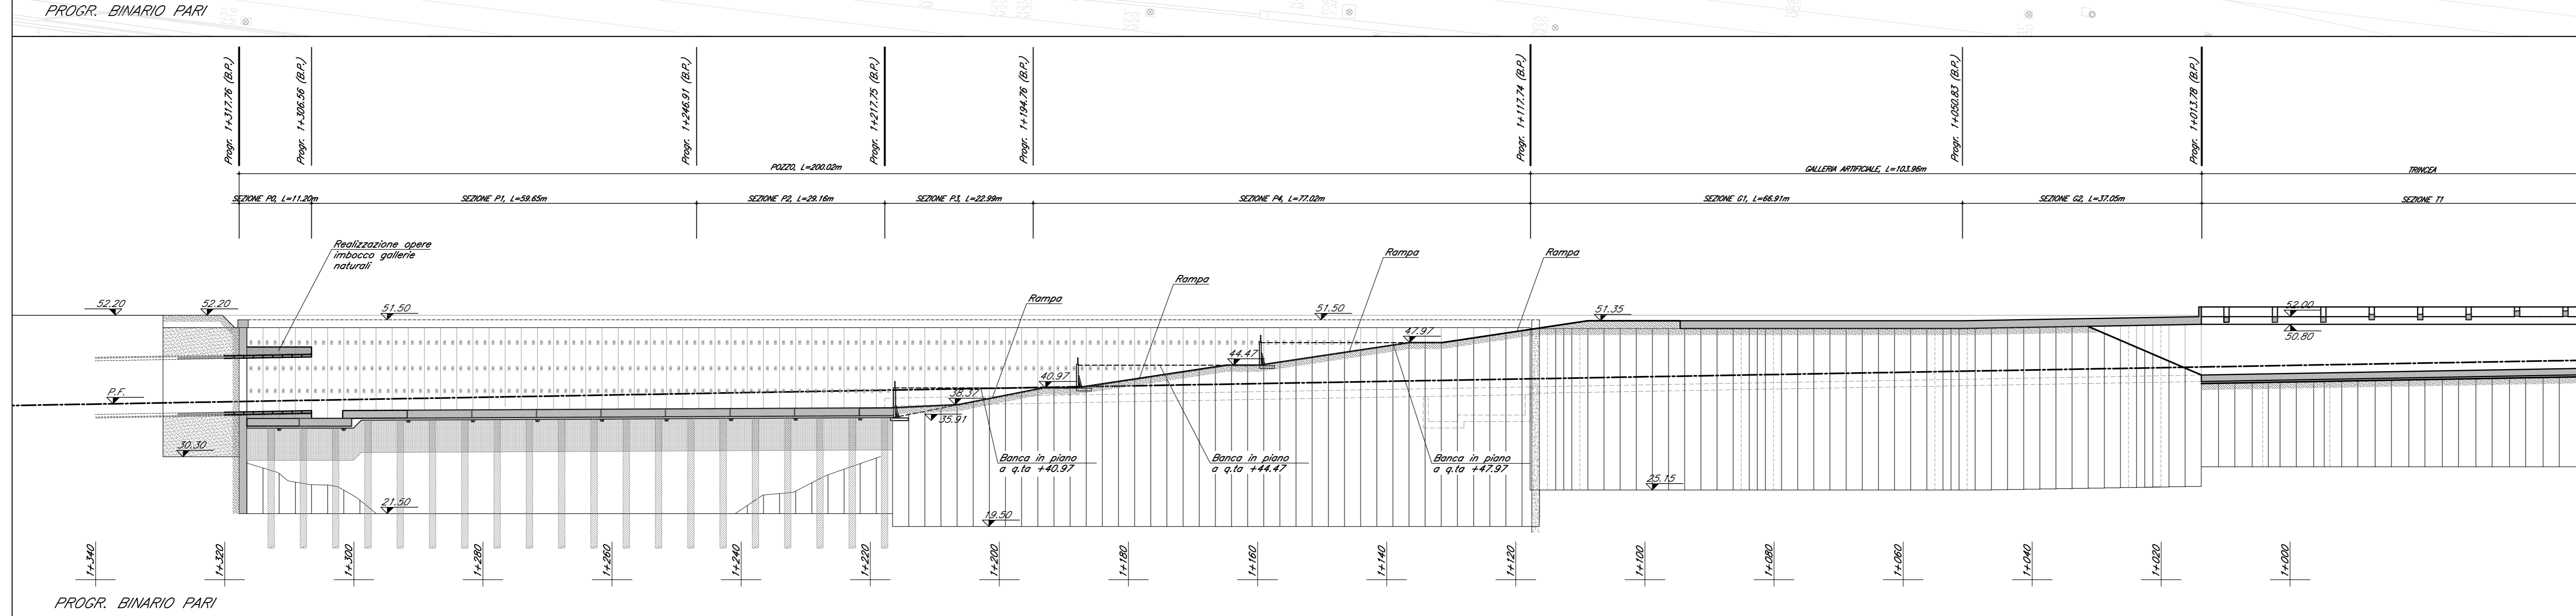 PROGR. BINARIO PARI
Progr. 1+317.76 (B.P.)
Progr. 1+306.56 (B.P.)
Progr. 1+246.91 (B.P.)
Progr. 1+217.75 (B.P.)
Progr. 1+194.76 (B.P.)
Progr. 1+117.74 (B.P.)
Progr. 1+050.83 (B.P.)
Progr. 1+013.78 (B.P.)
POZZO, L=200.02m
GALLERIA ARTIFICIALE, L=103.96m
TRINCEA
SEZIONE P0, L=11.20m
SEZIONE P1, L=59.65m
SEZIONE P2, L=29.16m
SEZIONE P3, L=22.99m
SEZIONE P4, L=77.02m
SEZIONE G1, L=66.91m
SEZIONE G2, L=37.05m
SEZIONE T1
Realizzazione opere
imbocco gallerie
naturali
Rampa
Rampa
Rampa
Rampa
52.20
52.20
51.50
51.50
51.35
52.00
50.80
47.97
44.47
40.97
38.37
35.91
P.F.
30.30
Banca in piano
a q.ta +40.97
Banca in piano
a q.ta +44.47
Banca in piano
a q.ta +47.97
25.15
21.50
19.50
1+340
1+320
1+300
1+280
1+260
1+240
1+220
1+200
1+180
1+160
1+140
1+120
1+100
1+080
1+060
1+040
1+020
1+000
PROGR. BINARIO PARI